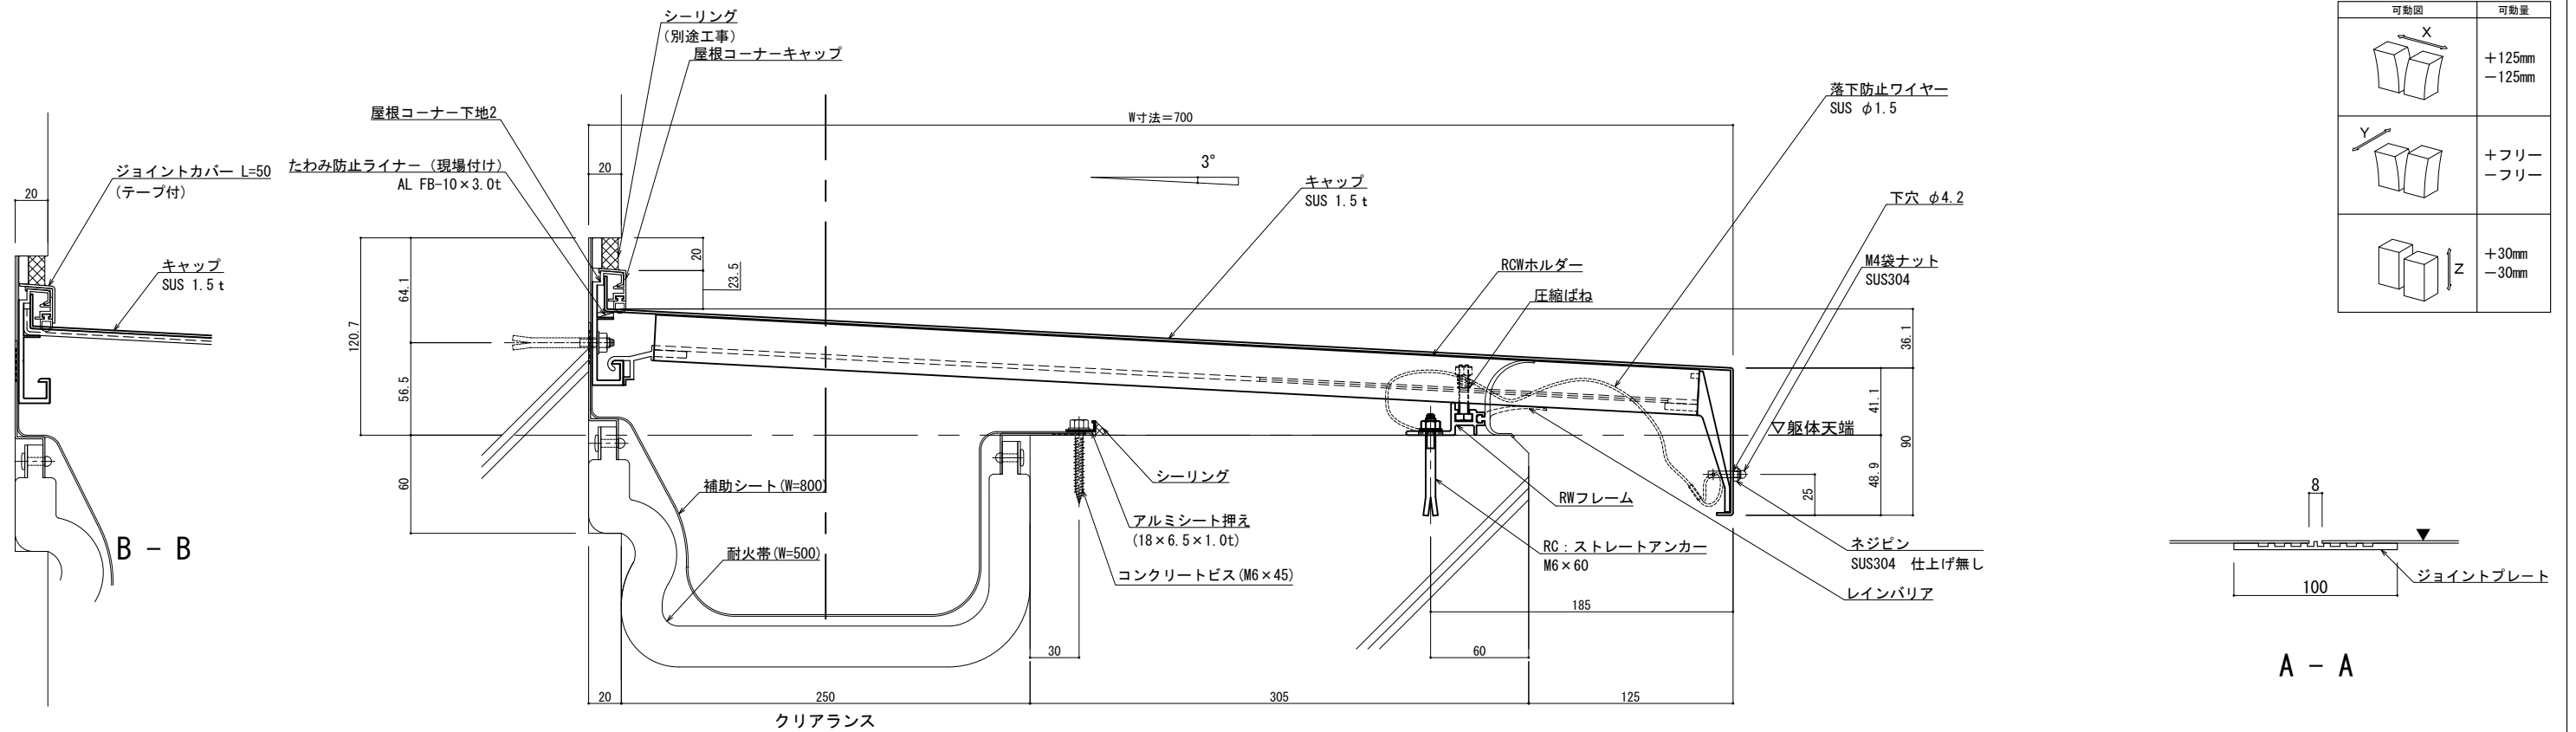 シーリング
(別途工事)
屋根コーナーキャップ
屋根コーナー下地2
たわみ防止ライナー（現場付け）
AL FB-10×3.0t
ジョイントカバー L=50
(テープ付)
20
キャップ
SUS 1.5ｔ
B － B
W寸法＝700
20
3°
キャップ
SUS 1.5ｔ
20
23.5
64.1
120.7
56.5
60
RCWホルダー
圧縮ばね
落下防止ワイヤー
SUS φ1.5
下穴 φ4.2
M4袋ナット
SUS304
36.1
41.1
90
48.9
25
▽躯体天端
補助シート(W=800)
耐火帯(W=500)
シーリング
アルミシート押え
(18×6.5×1.0t)
コンクリートビス(M6×45)
RWフレーム
RC：ストレートアンカー
M6×60
ネジピン
SUS304　仕上げ無し
レインバリア
185
30
60
20
250
305
125
クリアランス
可動図
可動量
X
＋125mm
－125mm
Y
＋フリー
－フリー
Z
＋30mm
－30mm
8
ジョイントプレート
100
A － A